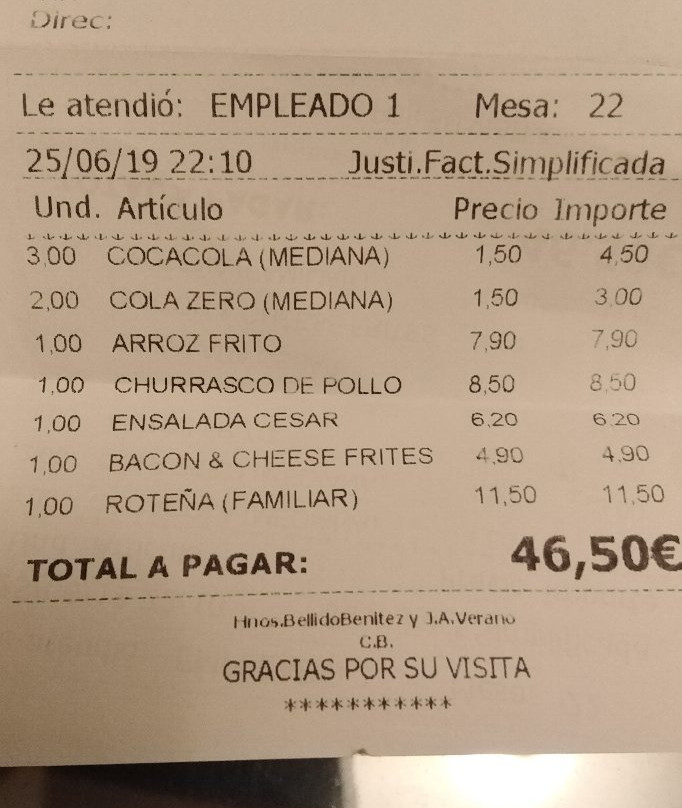 Direc:
Le atendió: EMPLEADO 1 Mesa: 22
25/06/19 22:10 Justi.Fact.Simplificada
Und. Artículo Precio Importe
3,00 COCACOLA (MEDIANA) 1,50 4,50
2,00 COLA ZERO (MEDIANA) 1,50 3,00
1,00 ARROZ FRITO 7,90 7,90
1,00 CHURRASCO DE POLLO 8,50 8,50
1,00 ENSALADA CESAR 6,20 6,20
1,00 BACON & CHEESE FRITES 4,90 4,90
1,00 ROTEÑA (FAMILIAR) 11,50 11,50
TOTAL A PAGAR: 46,50€
Hnos.BellidoBenitez y J.A.Verano
C.B.
GRACIAS POR SU VISITA
***********